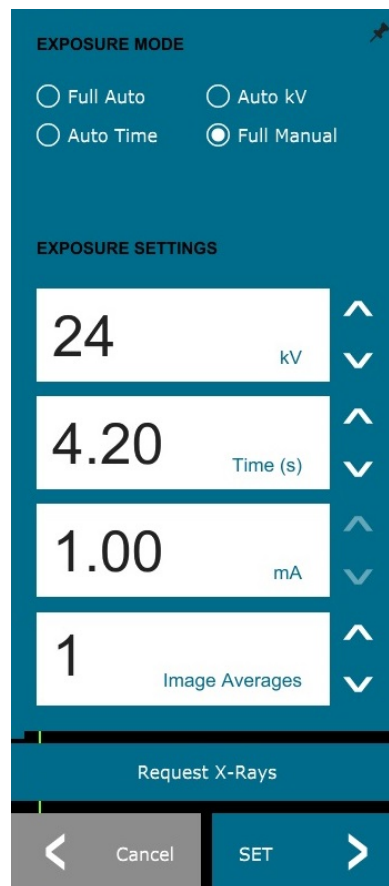 EXPOSURE MODE
Full Auto
Auto kV
Auto Time
Full Manual
EXPOSURE SETTINGS
24
kV
4.20
Time (s)
1.00
mA
1
Image Averages
Request X-Rays
Cancel
SET